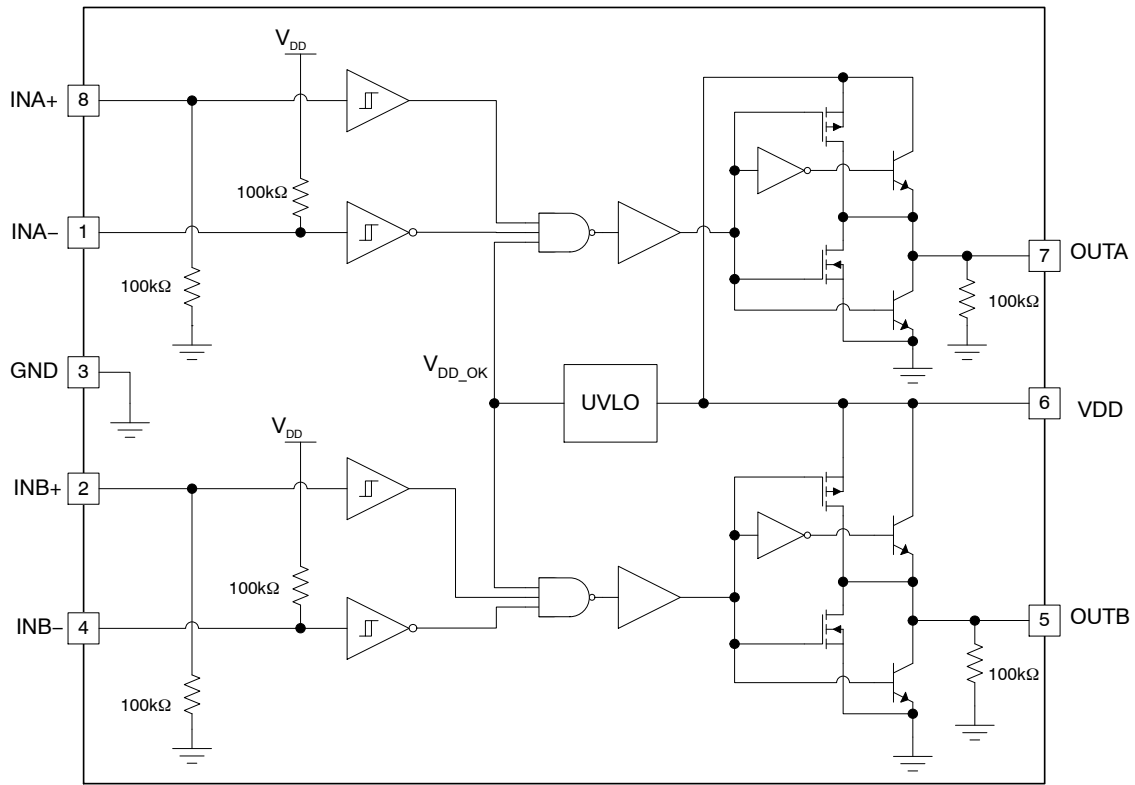 V_DD
INA+ 8
100kΩ
INA− 1
100kΩ
7 OUTA
100kΩ
GND 3
V_DD_OK
UVLO
6 VDD
V_DD
INB+ 2
100kΩ
INB− 4
5 OUTB
100kΩ
100kΩ